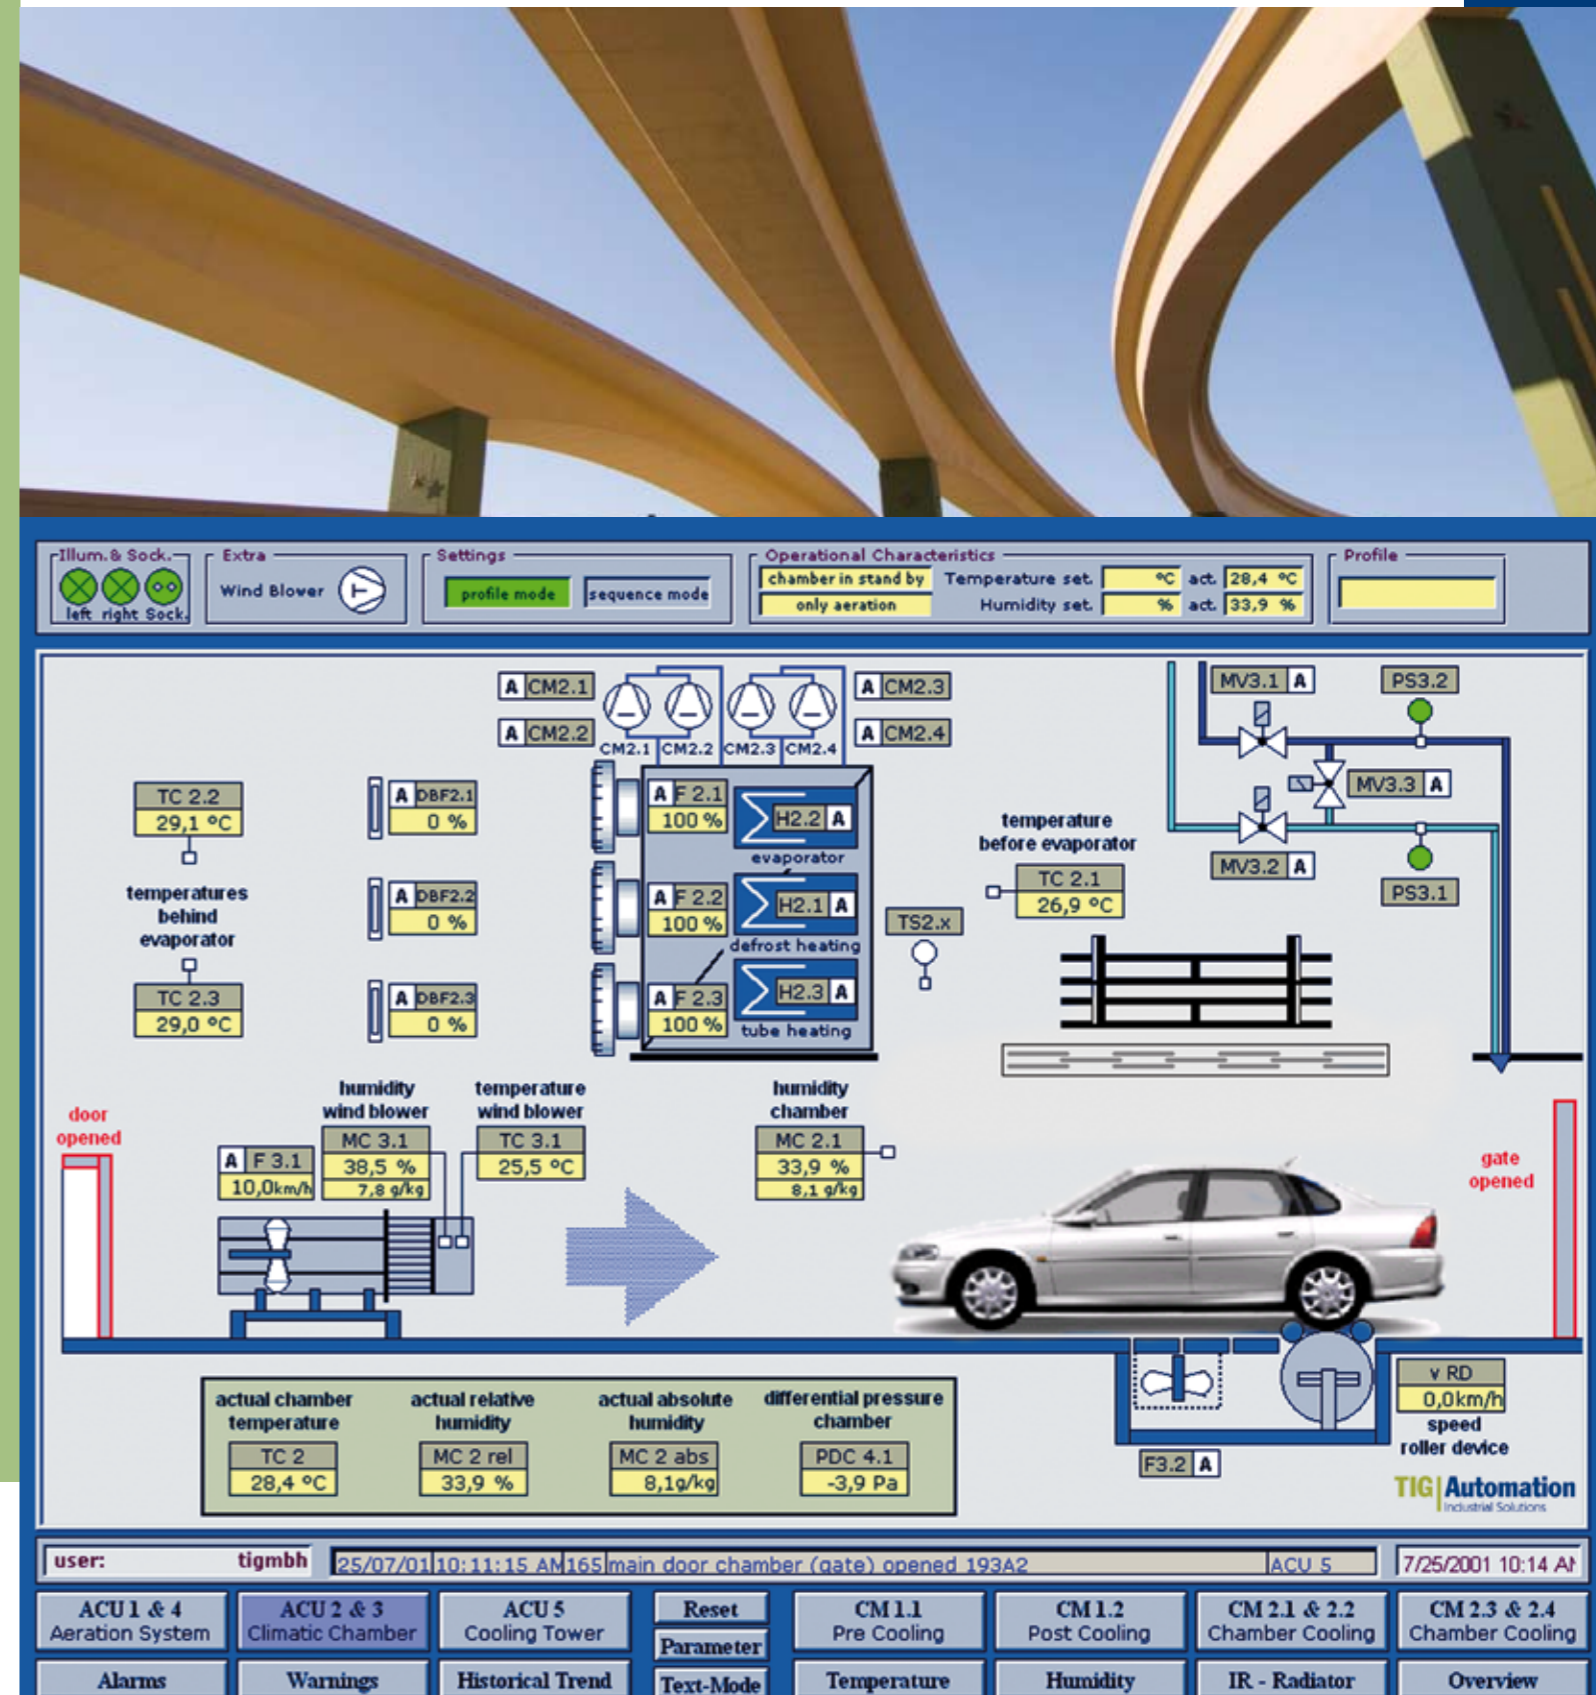 Illum.& Sock.
Extra
Settings
Operational Characteristics
Profile
left right Sock.
Wind Blower
profile mode
sequence mode
chamber in stand by
Temperature set. °C act. 28,4 °C
only aeration
Humidity set. % act. 33,9 %
A CM2.1
A CM2.2
CM2.1 CM2.2 CM2.3 CM2.4
A CM2.3
A CM2.4
MV3.1 A
PS3.2
MV3.3 A
MV3.2 A
PS3.1
TC 2.2
29,1 °C
temperatures
behind
evaporator
TC 2.3
29,0 °C
A DBF2.1
0 %
A DBF2.2
0 %
A DBF2.3
0 %
A F 2.1
100 %
H2.2 A
evaporator
A F 2.2
100 %
H2.1 A
defrost heating
A F 2.3
100 %
H2.3 A
tube heating
TS2.x
temperature
before evaporator
TC 2.1
26,9 °C
door
opened
A F 3.1
10,0km/h
humidity
wind blower
MC 3.1
38,5 %
7,8 g/kg
temperature
wind blower
TC 3.1
25,5 °C
humidity
chamber
MC 2.1
33,9 %
8,1 g/kg
gate
opened
actual chamber
temperature
TC 2
28,4 °C
actual relative
humidity
MC 2 rel
33,9 %
actual absolute
humidity
MC 2 abs
8,1g/kg
differential pressure
chamber
PDC 4.1
-3,9 Pa
F3.2 A
v RD
0,0km/h
speed
roller device
TIG Automation
Industrial Solutions
user: tigmbh
25/07/01 10:11:15 AM 165 main door chamber (gate) opened 193A2 ACU 5
7/25/2001 10:14 AM
ACU 1 & 4
Aeration System
ACU 2 & 3
Climatic Chamber
ACU 5
Cooling Tower
Reset
Parameter
Text-Mode
CM 1.1
Pre Cooling
CM 1.2
Post Cooling
CM 2.1 & 2.2
Chamber Cooling
CM 2.3 & 2.4
Chamber Cooling
Alarms
Warnings
Historical Trend
Temperature
Humidity
IR - Radiator
Overview